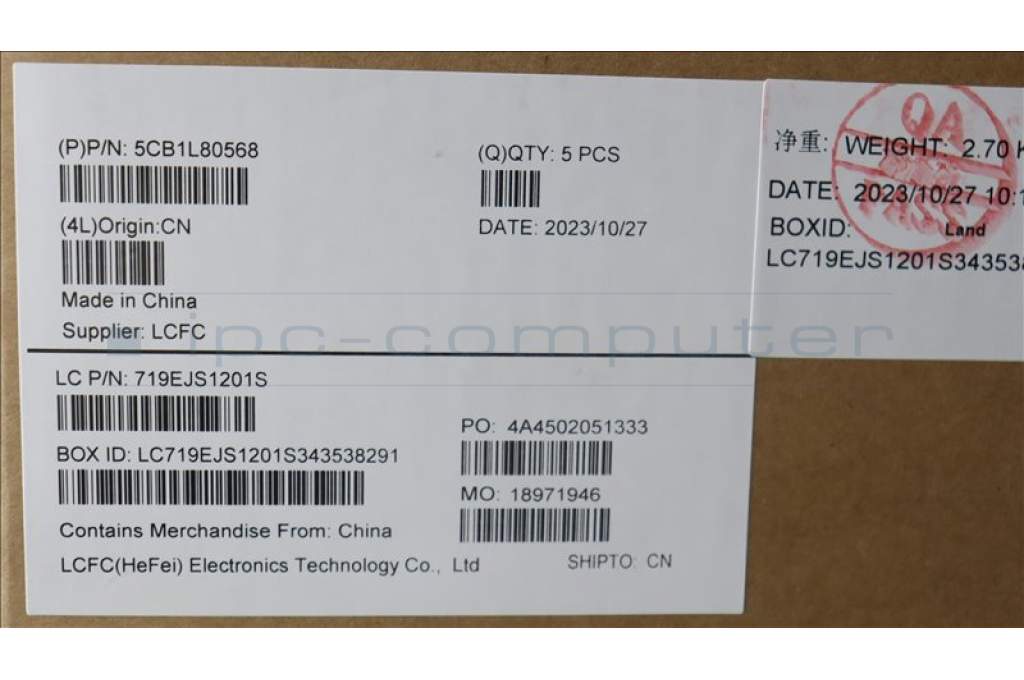 (P)P/N: 5CB1L80568
(Q)QTY: 5 PCS
(4L)Origin:CN
DATE: 2023/10/27
Made in China
Supplier: LCFC
LC P/N: 719EJS1201S
PO: 4A4502051333
BOX ID: LC719EJS1201S343538291
MO: 18971946
Contains Merchandise From: China
LCFC(HeFei) Electronics Technology Co., Ltd
SHIPTO: CN
QA
净重: WEIGHT: 2.70
DATE: 2023/10/27
BOXID: Land
ipc-computer